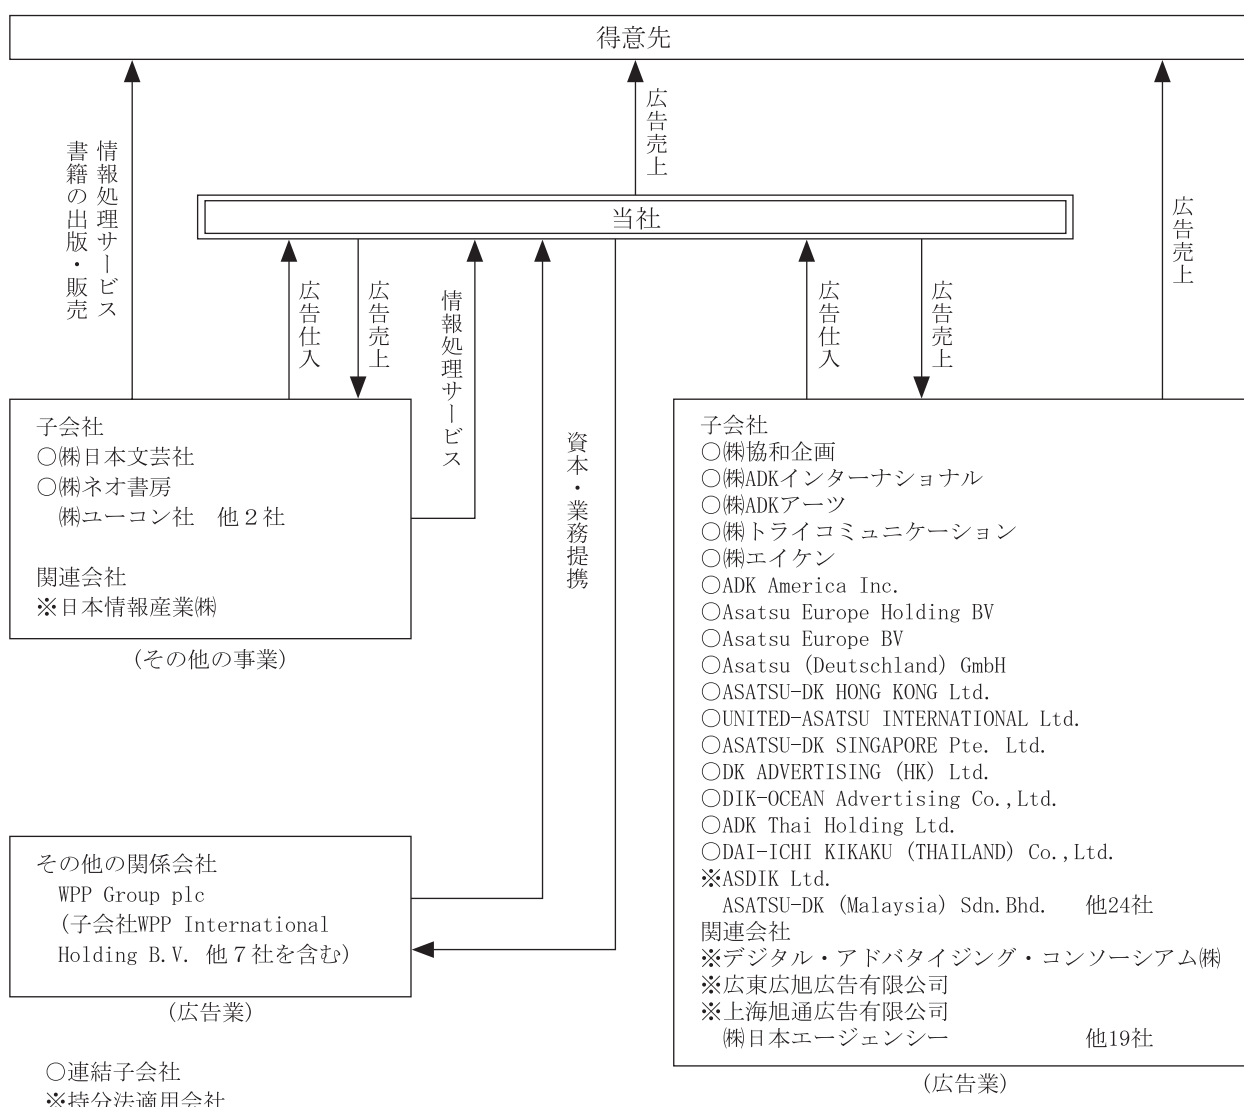 得意先
情報処理サービス
書籍の出版・販売
広告売上
広告売上
当社
広告仕入
広告売上
情報処理サービス
資本・業務提携
広告仕入
広告売上
子会社
○㈱日本文芸社
○㈱ネオ書房
㈱ユーコン社　他２社
関連会社
※日本情報産業㈱
(その他の事業)
その他の関係会社
WPP Group plc
(子会社WPP International
Holding B.V. 他７社を含む)
(広告業)
子会社
○㈱協和企画
○㈱ADKインターナショナル
○㈱ADKアーツ
○㈱トライコミュニケーション
○㈱エイケン
○ADK America Inc.
○Asatsu Europe Holding BV
○Asatsu Europe BV
○Asatsu (Deutschland) GmbH
○ASATSU-DK HONG KONG Ltd.
○UNITED-ASATSU INTERNATIONAL Ltd.
○ASATSU-DK SINGAPORE Pte. Ltd.
○DK ADVERTISING (HK) Ltd.
○DIK-OCEAN Advertising Co.,Ltd.
○ADK Thai Holding Ltd.
○DAI-ICHI KIKAKU (THAILAND) Co.,Ltd.
※ASDIK Ltd.
ASATSU-DK (Malaysia) Sdn.Bhd.　他24社
関連会社
※デジタル・アドバタイジング・コンソーシアム㈱
※広東広旭広告有限公司
※上海旭通広告有限公司
㈱日本エージェンシー　他19社
(広告業)
○連結子会社
※持分法適用会社